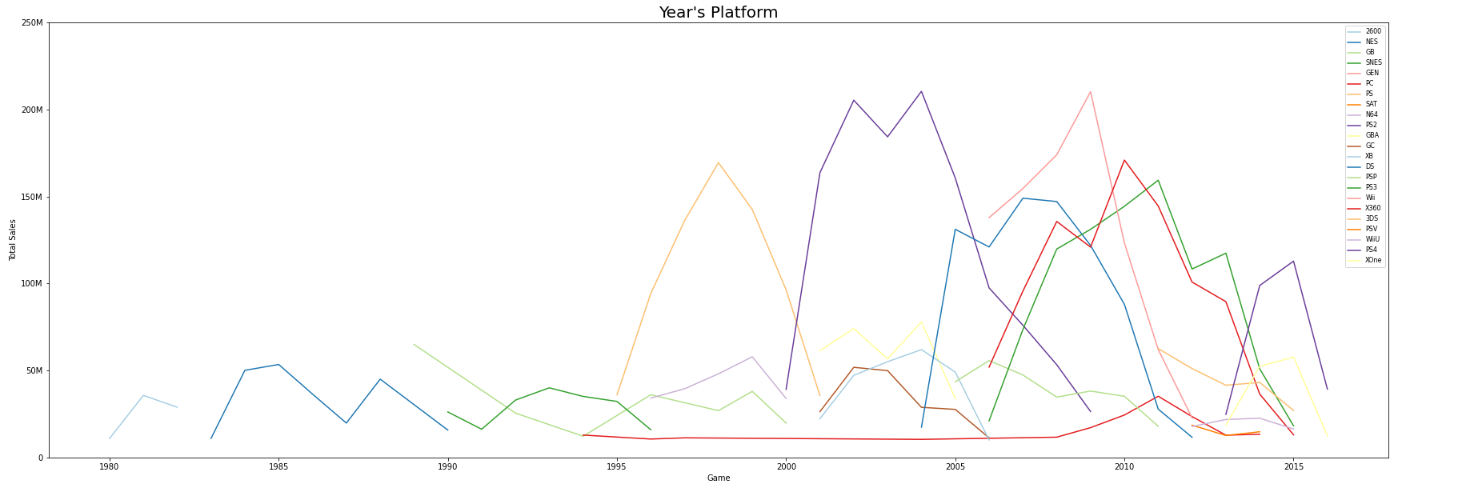 Year's Platform
250M
200M
150M
100M
50M
0
Total Sales
1980
1985
1990
1995
2000
2005
2010
2015
Game
2600
NES
GB
SNES
GEN
PC
PS
SAT
N64
PS2
GBA
GC
XB
DS
PSP
PS3
Wii
X360
3DS
PSV
WiiU
PS4
XOne